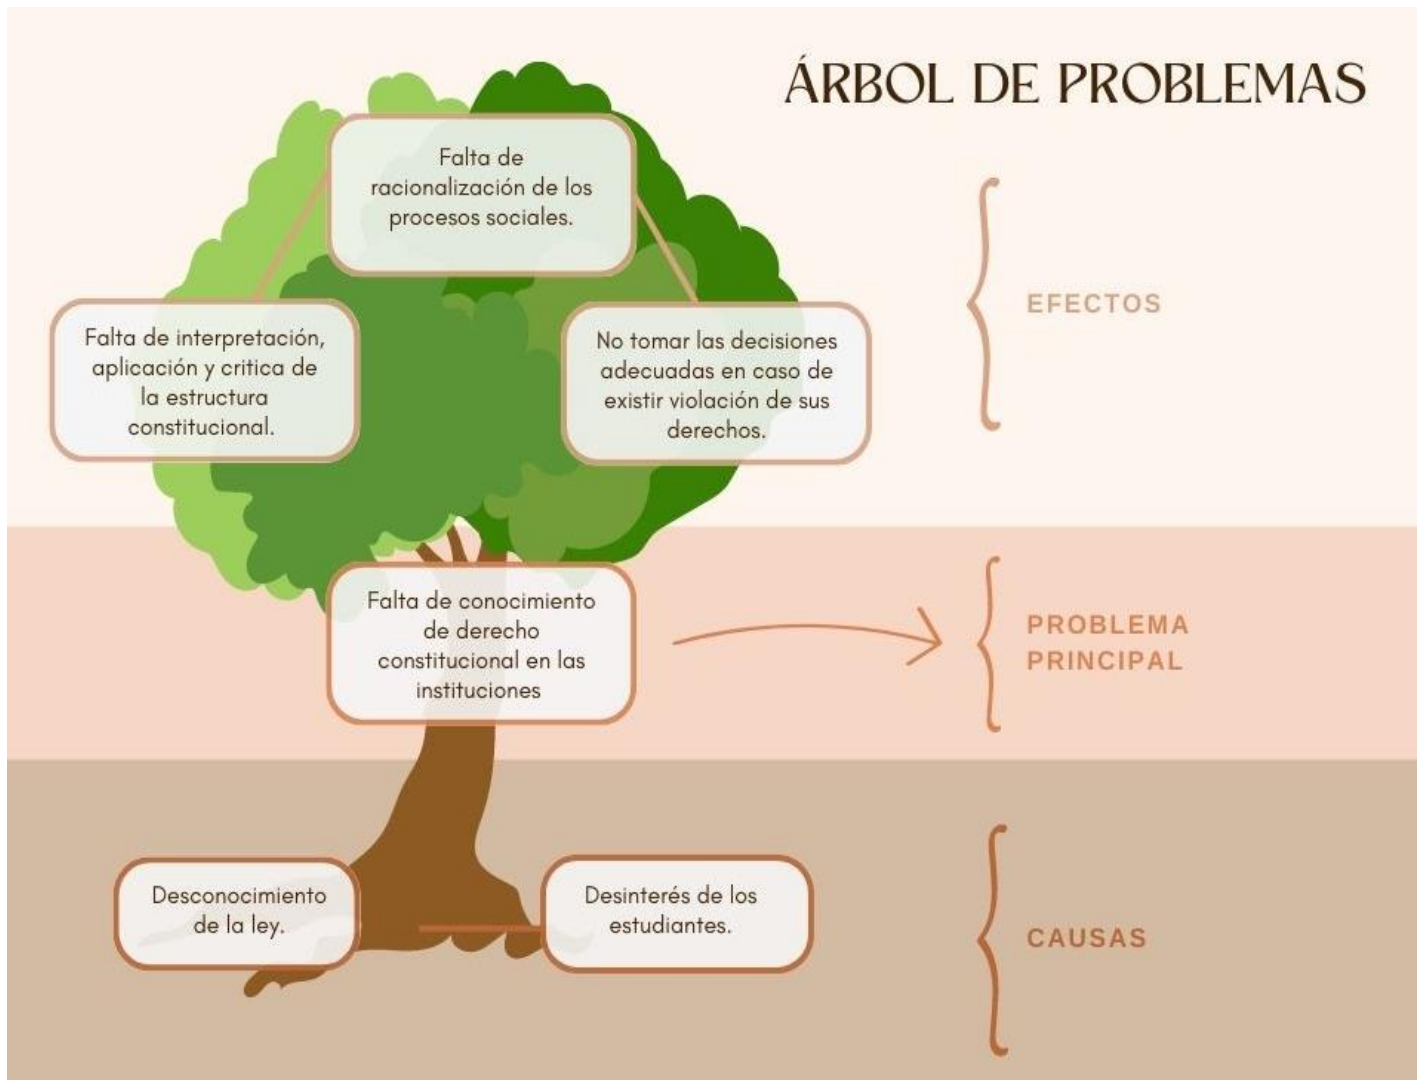 ÁRBOL DE PROBLEMAS
Falta de
racionalización de los
procesos sociales.
Falta de interpretación,
aplicación y critica de
la estructura
constitucional.
No tomar las decisiones
adecuadas en caso de
existir violación de sus
derechos.
EFECTOS
Falta de conocimiento
de derecho
constitucional en las
instituciones
PROBLEMA
PRINCIPAL
Desconocimiento
de la ley.
Desinterés de los
estudiantes.
CAUSAS